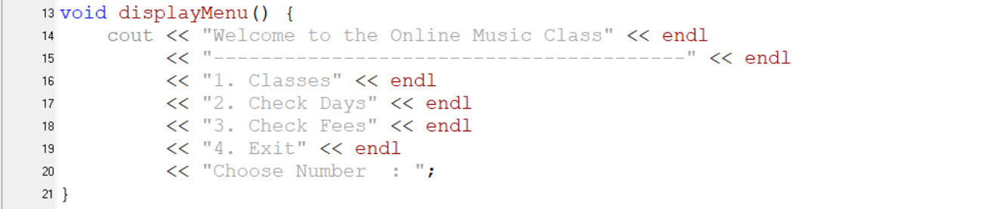 13 void displayMenu() {
14     cout << "Welcome to the Online Music Class" << endl
15          << "----------------------------------------" << endl
16          << "1. Classes" << endl
17          << "2. Check Days" << endl
18          << "3. Check Fees" << endl
19          << "4. Exit" << endl
20          << "Choose Number  : ";
21 }